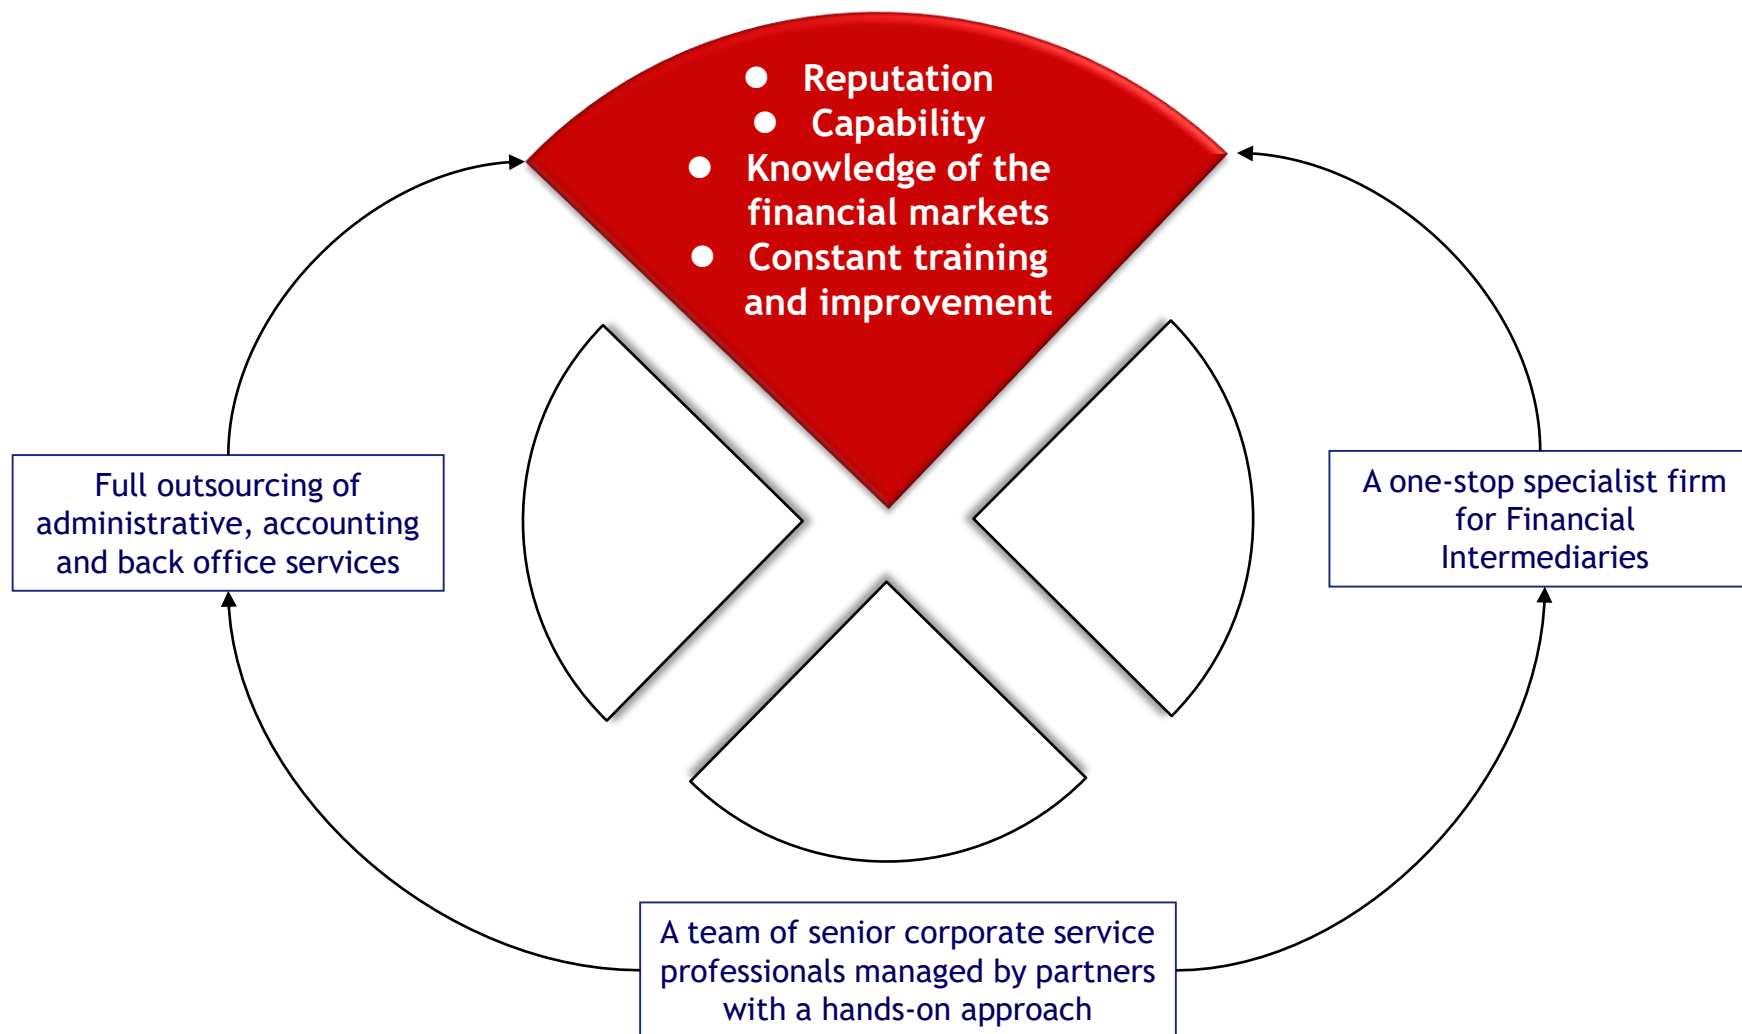 ● Reputation
● Capability
● Knowledge of the
financial markets
● Constant training
and improvement
Full outsourcing of
administrative, accounting
and back office services
A one-stop specialist firm
for Financial
Intermediaries
A team of senior corporate service
professionals managed by partners
with a hands-on approach